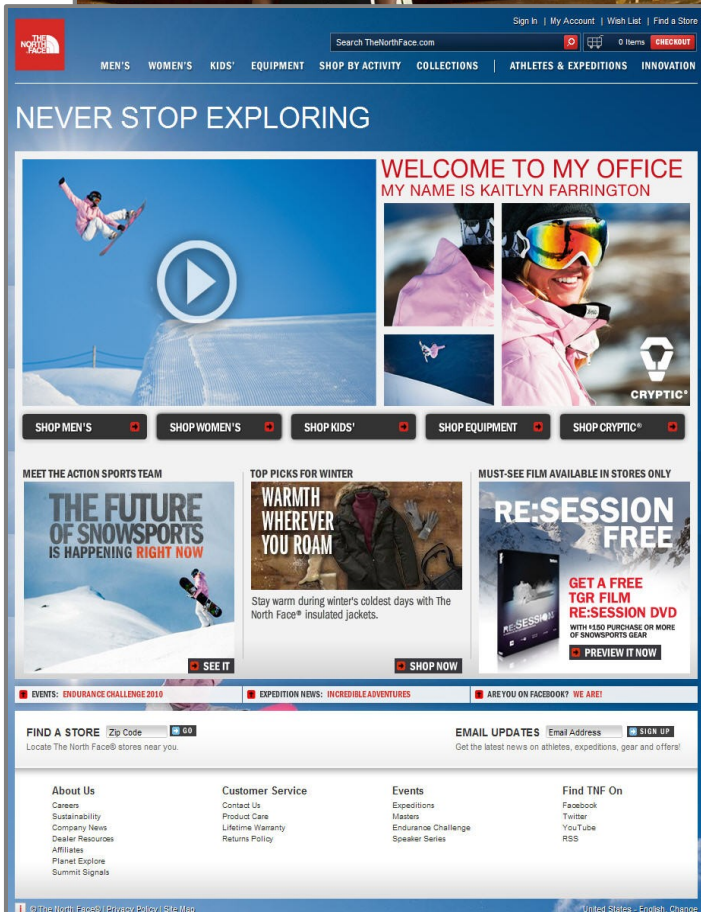 Sign In | My Account | Wish List | Find a Store
THE
NORTH
FACE
Search TheNorthFace.com
0 Items CHECKOUT
MEN'S WOMEN'S KIDS' EQUIPMENT SHOP BY ACTIVITY COLLECTIONS | ATHLETES & EXPEDITIONS INNOVATION
NEVER STOP EXPLORING
WELCOME TO MY OFFICE
MY NAME IS KAITLYN FARRINGTON
CRYPTIC®
SHOP MEN'S
SHOP WOMEN'S
SHOP KIDS'
SHOP EQUIPMENT
SHOP CRYPTIC®
MEET THE ACTION SPORTS TEAM
THE FUTURE
OF SNOWSPORTS
IS HAPPENING RIGHT NOW
SEE IT
TOP PICKS FOR WINTER
WARMTH
WHEREVER
YOU ROAM
Stay warm during winter's coldest days with The
North Face® insulated jackets.
SHOP NOW
MUST-SEE FILM AVAILABLE IN STORES ONLY
RE:SESSION
FREE
GET A FREE
TGR FILM
RE:SESSION DVD
WITH $150 PURCHASE OR MORE
OF SNOWSPORTS GEAR
RE:SESSION
PREVIEW IT NOW
EVENTS: ENDURANCE CHALLENGE 2010
EXPEDITION NEWS: INCREDIBLE ADVENTURES
ARE YOU ON FACEBOOK? WE ARE!
FIND A STORE Zip Code GO
Locate The North Face® stores near you.
EMAIL UPDATES Email Address SIGN UP
Get the latest news on athletes, expeditions, gear and offers!
About Us
Careers
Sustainability
Company News
Dealer Resources
Affiliates
Planet Explore
Summit Signals
Customer Service
Contact Us
Product Care
Lifetime Warranty
Returns Policy
Events
Expeditions
Masters
Endurance Challenge
Speaker Series
Find TNF On
Facebook
Twitter
YouTube
RSS
© The North Face® | Privacy Policy | Site Map
United States - English, Change